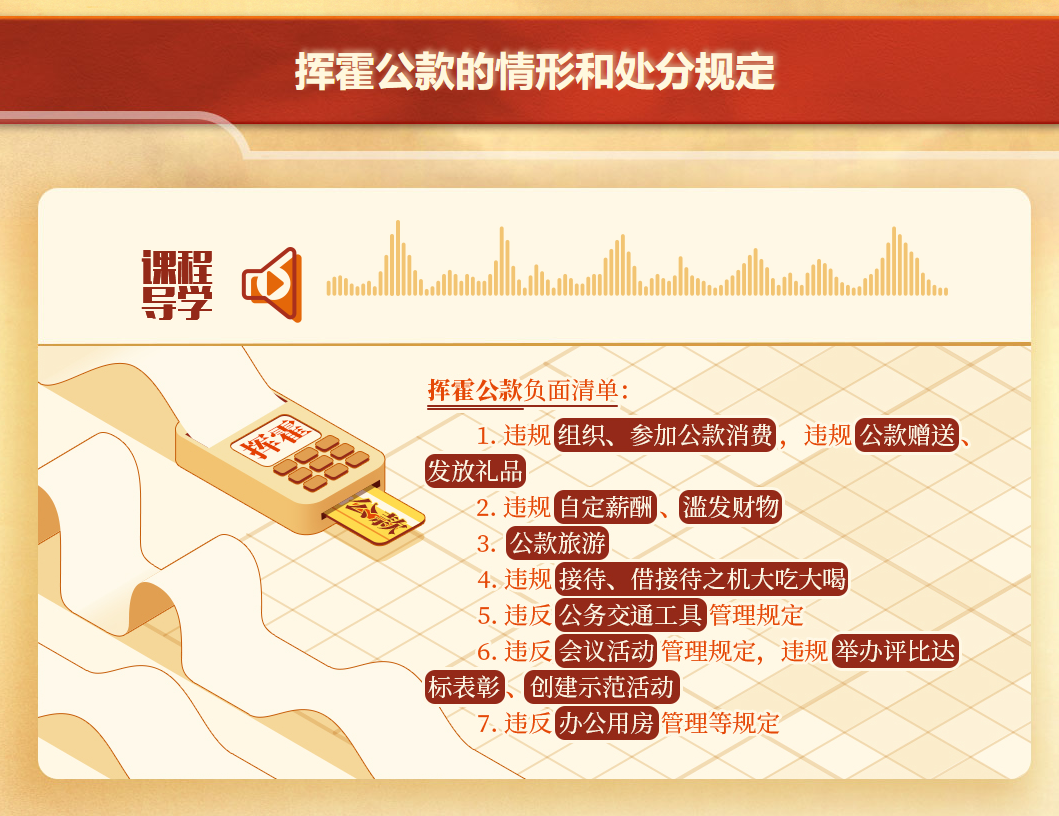 挥霍公款的情形和处分规定
课程
导学
挥霍公款负面清单：
1. 违规组织、参加公款消费，违规公款赠送、
发放礼品
2. 违规自定薪酬、滥发财物
3. 公款旅游
4. 违规接待、借接待之机大吃大喝
5. 违反公务交通工具管理规定
6. 违反会议活动管理规定，违规举办评比达
标表彰、创建示范活动
7. 违反办公用房管理等规定
挥霍
公款